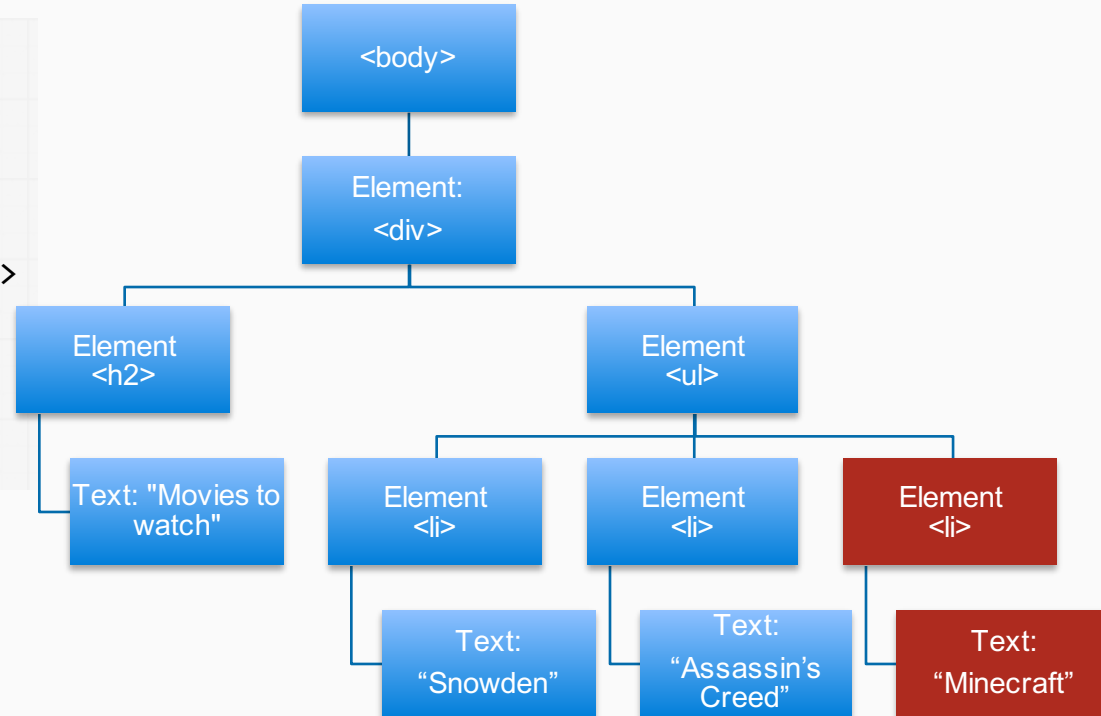 <body>
Element:
<div>
>
Element
<h2>
Element
<ul>
Text: "Movies to
watch"
Element
<li>
Element
<li>
Element
<li>
Text:
“Snowden”
Text:
“Assassin’s
Creed”
Text:
“Minecraft”